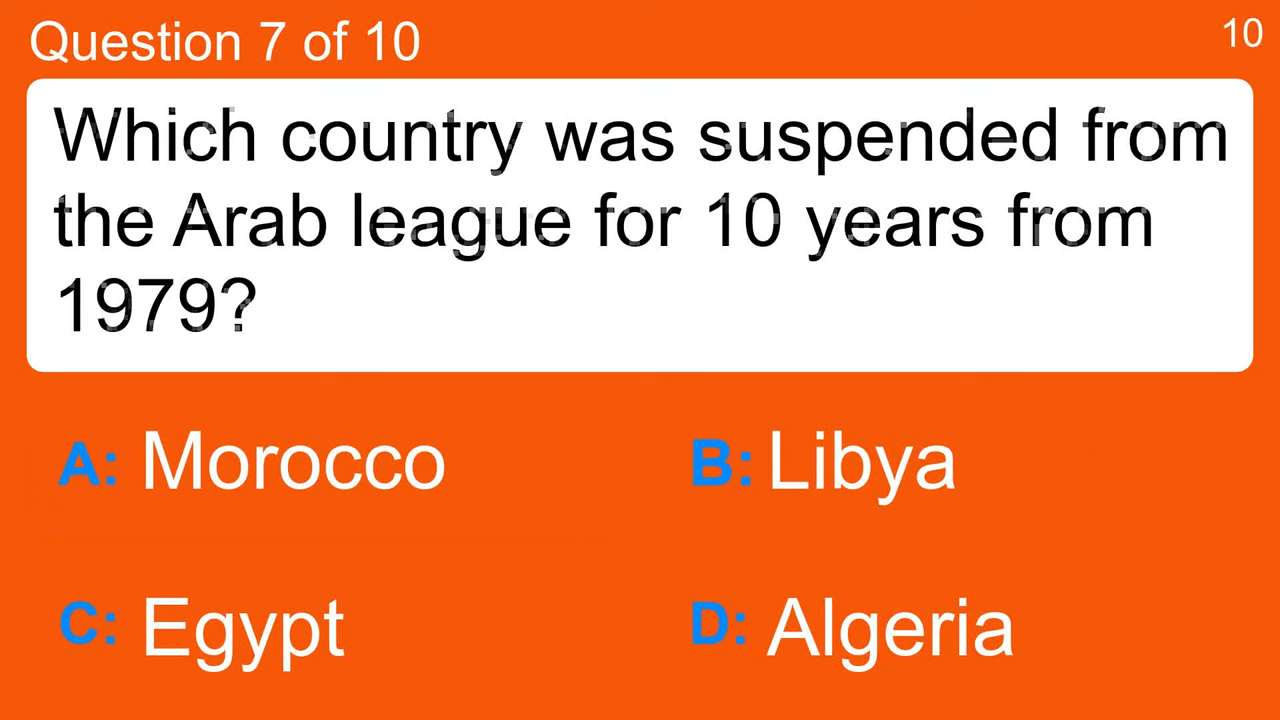 Question 7 of 10
10
Which country was suspended from
the Arab league for 10 years from
1979?
A: Morocco
B: Libya
C: Egypt
D: Algeria